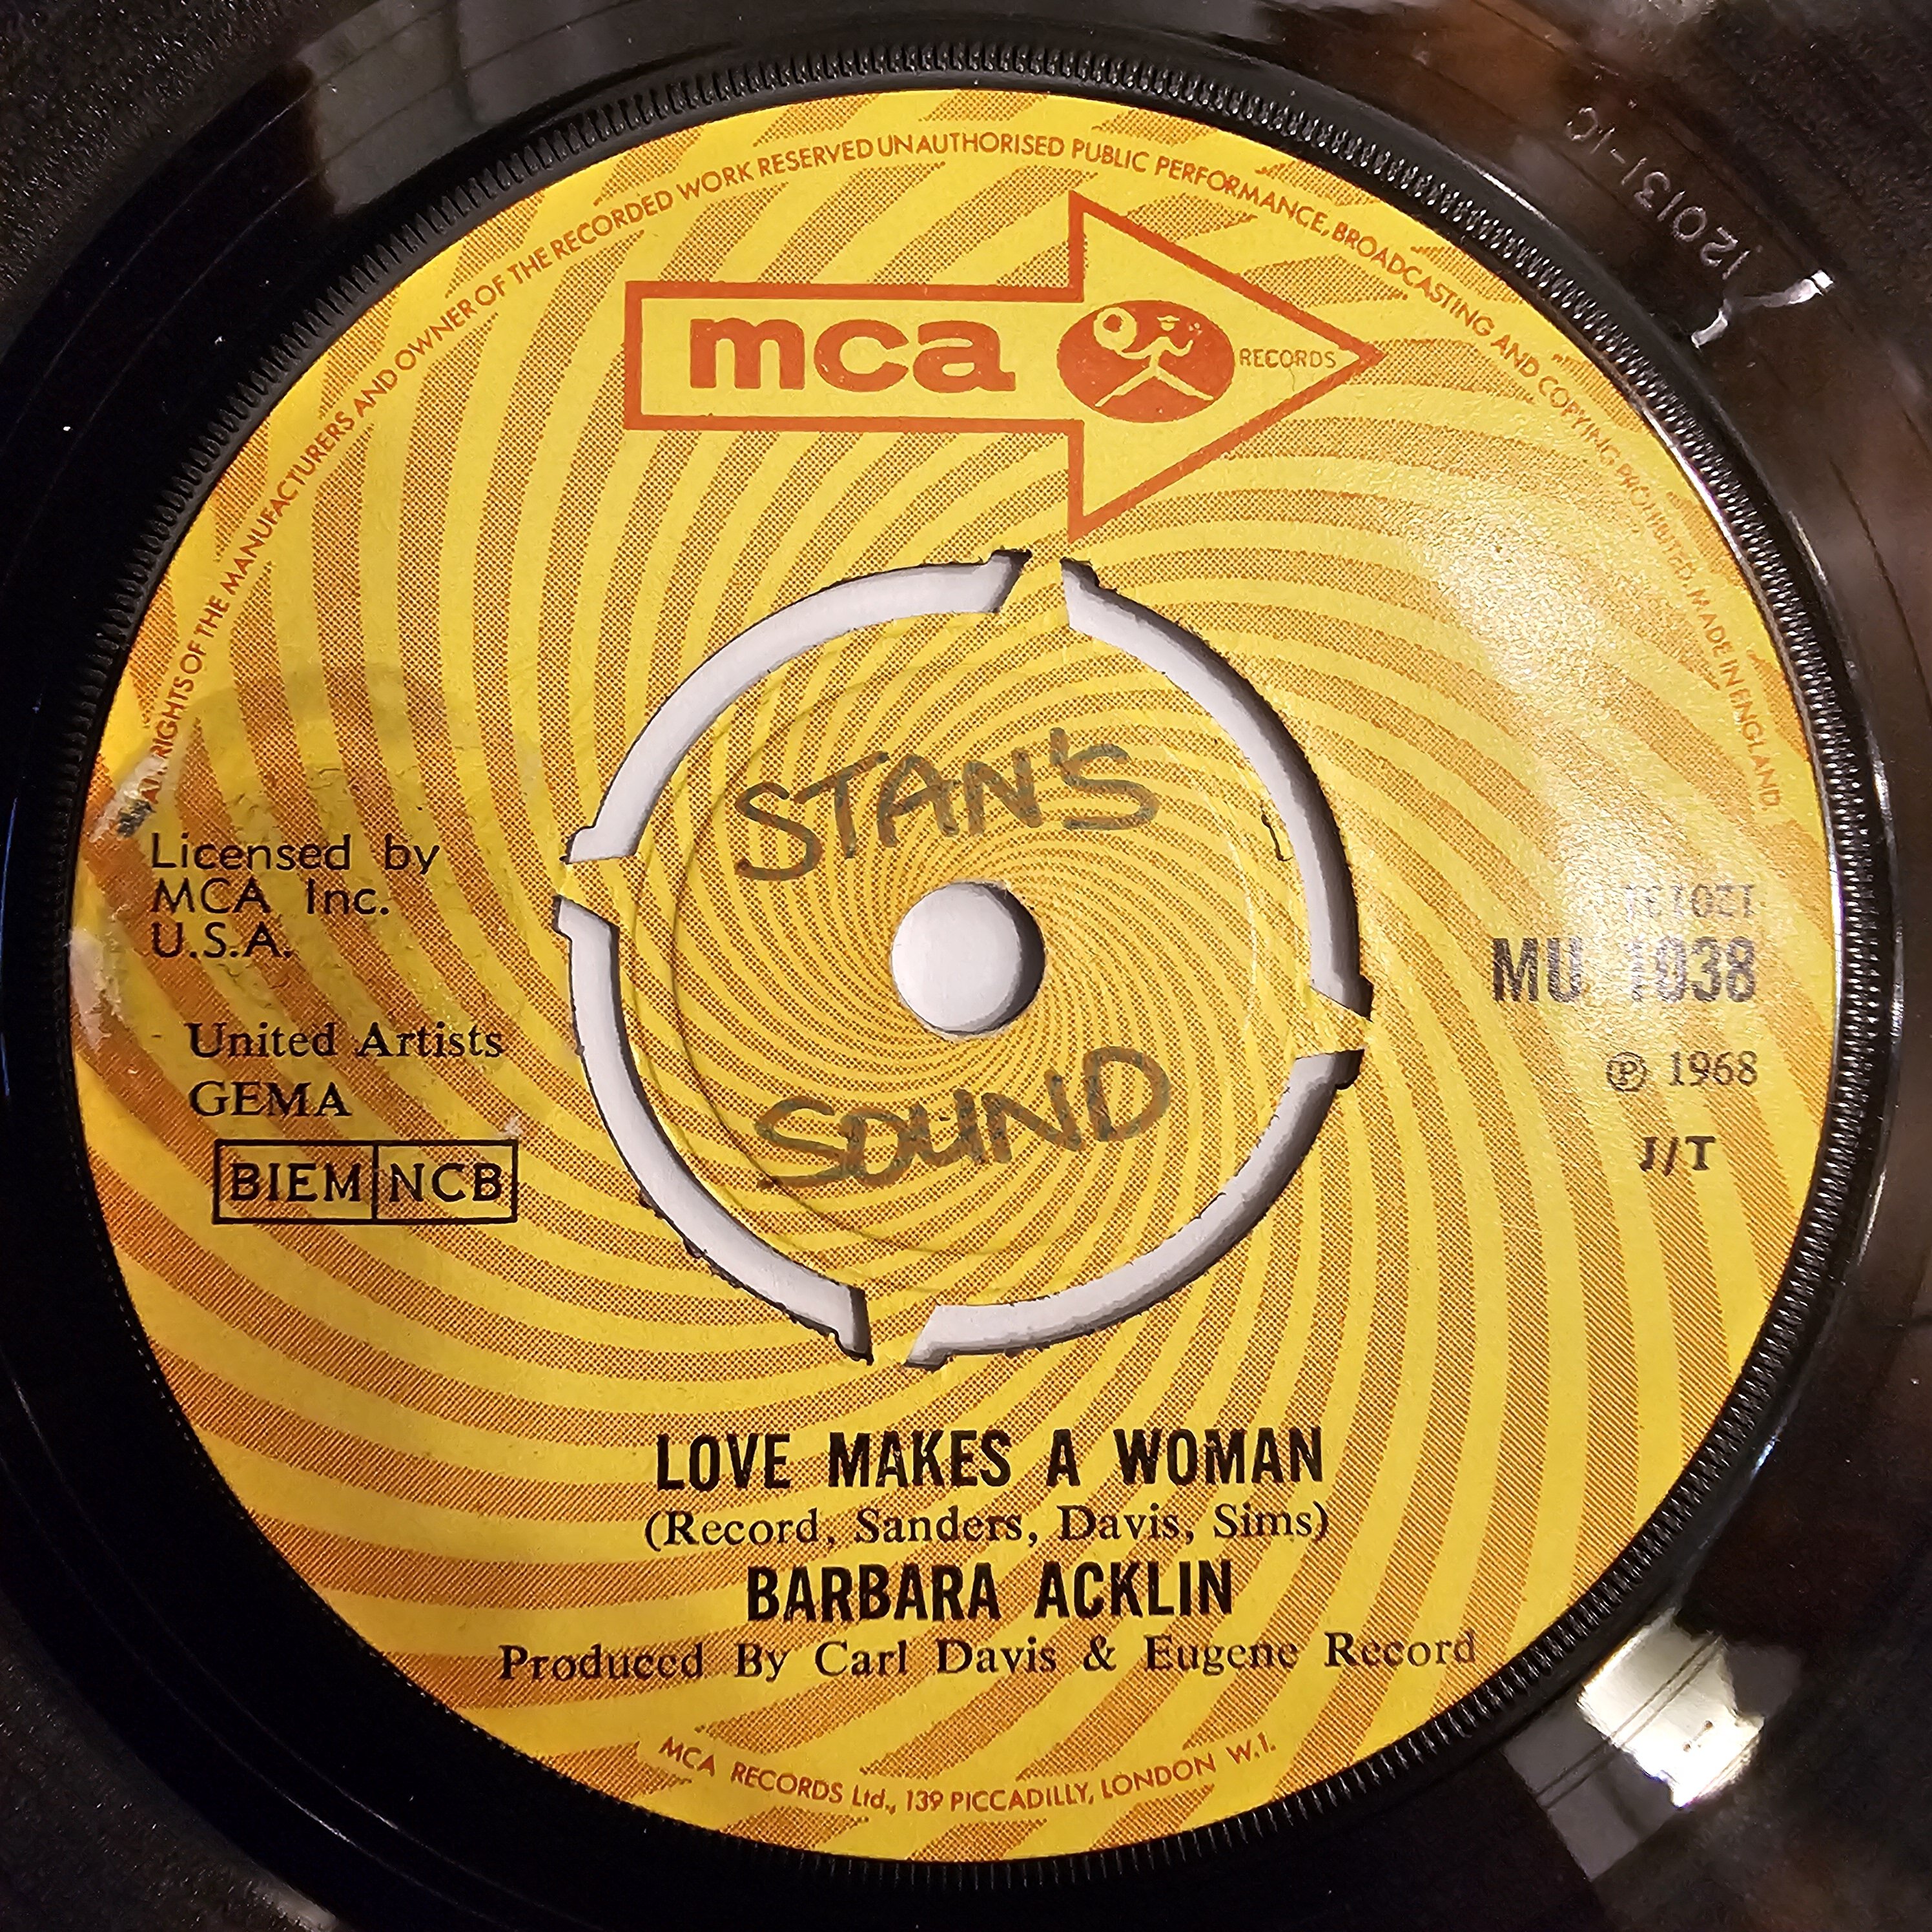 ALL RIGHTS OF THE MANUFACTURERS AND OWNER OF THE RECORDED WORK RESERVED UNAUTHORISED PUBLIC PERFORMANCE, BROADCASTING AND COPYING PROHIBITED. MADE IN ENGLAND
mca RECORDS
12031-1C
STAN'S
SOUND
Licensed by
MCA Inc.
U.S.A.
United Artists
GEMA
BIEM NCB
12013T
MU 1038
℗ 1968
J/T
LOVE MAKES A WOMAN
(Record, Sanders, Davis, Sims)
BARBARA ACKLIN
Produced By Carl Davis & Eugene Record
MCA RECORDS Ltd., 139 PICCADILLY, LONDON W.1.